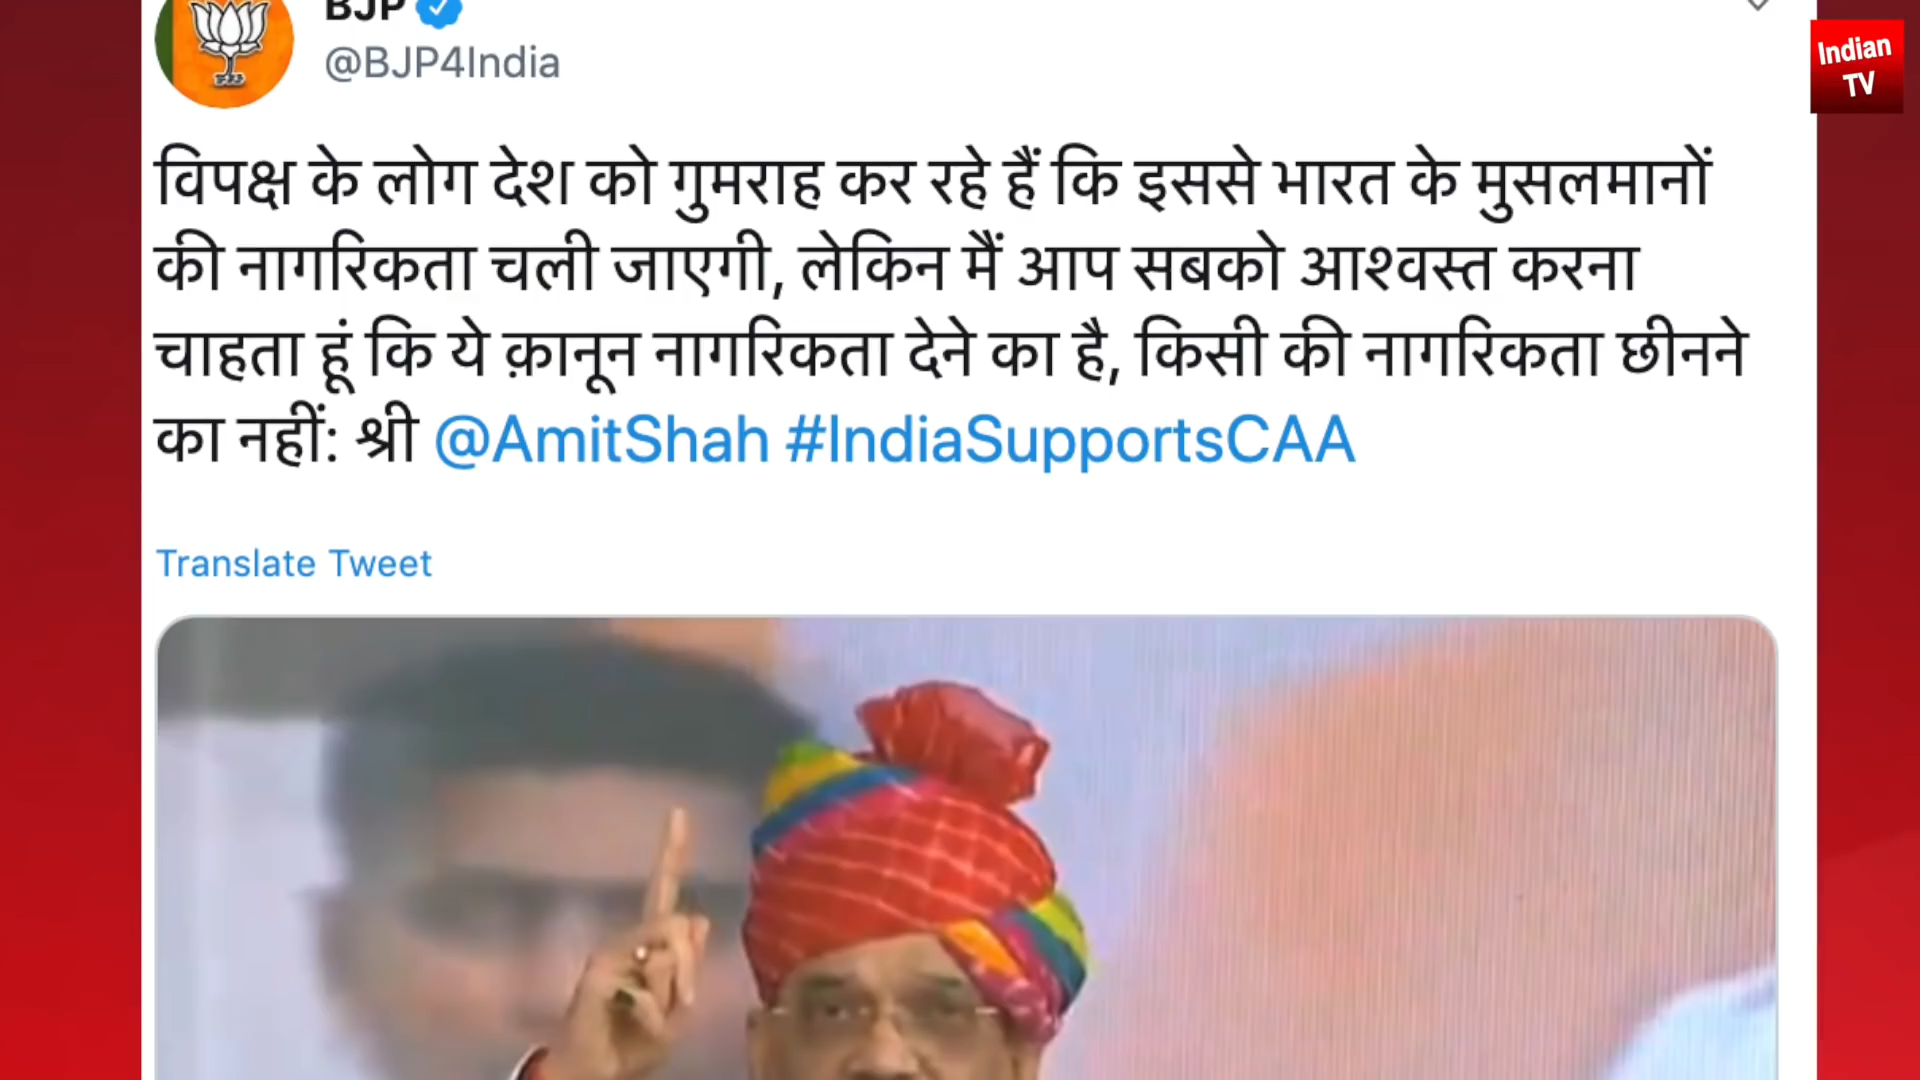 BJP
@BJP4India
Indian
TV
विपक्ष के लोग देश को गुमराह कर रहे हैं कि इससे भारत के मुसलमानों
की नागरिकता चली जाएगी, लेकिन मैं आप सबको आश्वस्त करना
चाहता हूं कि ये क़ानून नागरिकता देने का है, किसी की नागरिकता छीनने
का नहीं: श्री @AmitShah #IndiaSupportsCAA
Translate Tweet